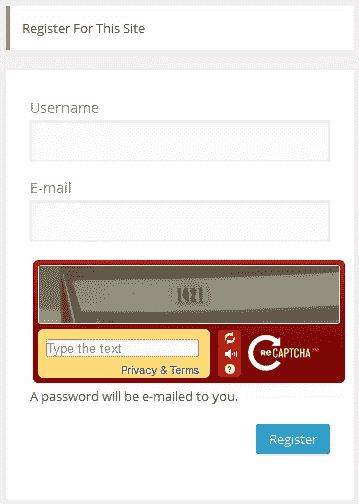 Register For This Site
Username
E-mail
Type the text
Privacy & Terms
reCAPTCHA™
A password will be e-mailed to you.
Register